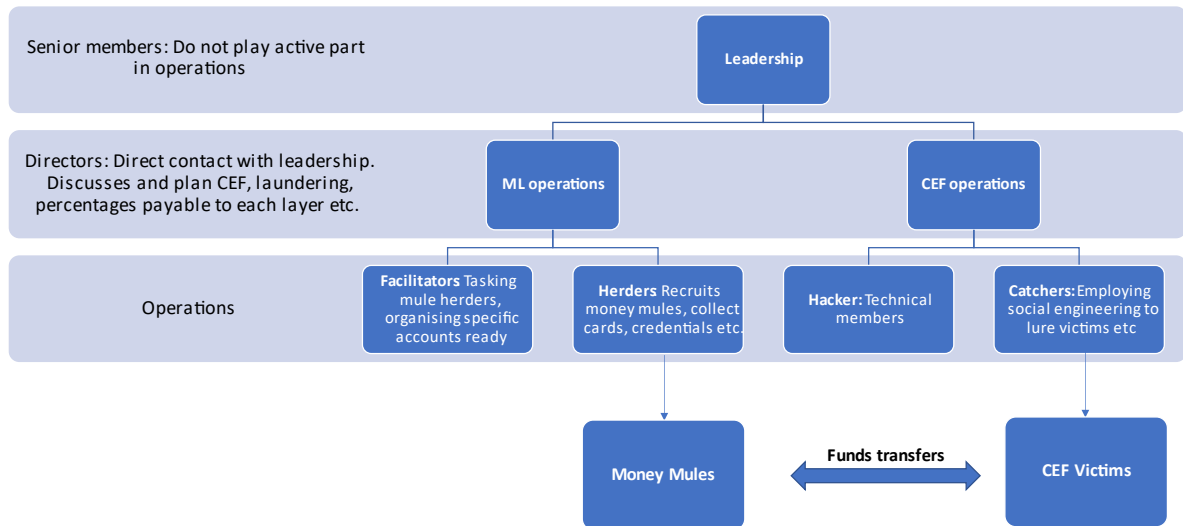 Senior members: Do not play active part
in operations
Leadership
Directors: Direct contact with leadership.
Discusses and plan CEF, laundering,
percentages payable to each layer etc.
ML operations
CEF operations
Operations
Facilitators Tasking
mule herders,
organising specific
accounts ready
Herders Recruits
money mules, collect
cards, credentials etc.
Hacker: Technical
members
Catchers:Employing
social engineering to
lure victims etc
Money Mules
Funds transfers
CEF Victims